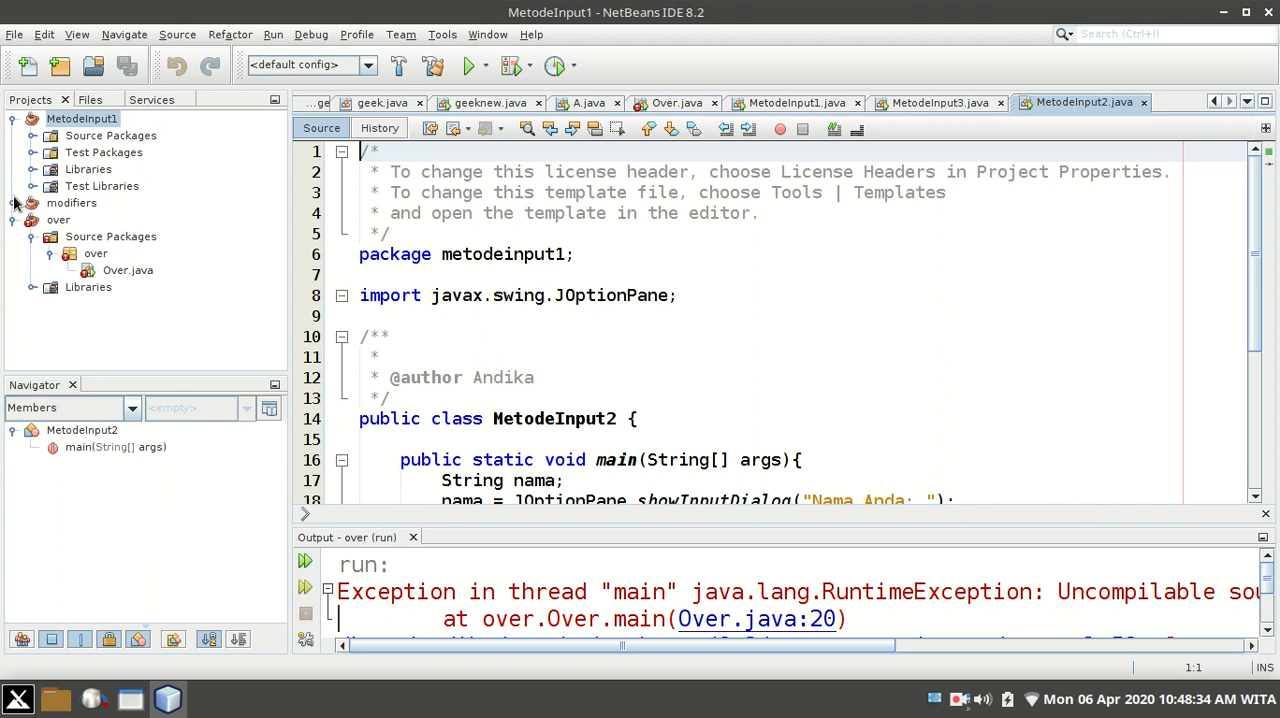 MetodeInput1 - NetBeans IDE 8.2
File Edit View Navigate Source Refactor Run Debug Profile Team Tools Window Help
Search (Ctrl+I)
<default config>
Projects Files Services
MetodeInput1
Source Packages
Test Packages
Libraries
Test Libraries
modifiers
over
Source Packages
over
Over.java
Libraries
Navigator
Members
<empty>
MetodeInput2
main(String[] args)
...ge geek.java geeknew.java A.java Over.java MetodeInput1.java MetodeInput3.java MetodeInput2.java
Source History
1 /*
2 * To change this license header, choose License Headers in Project Properties.
3 * To change this template file, choose Tools | Templates
4 * and open the template in the editor.
5 */
6 package metodeinput1;
7
8 import javax.swing.JOptionPane;
9
10 /**
11 *
12 * @author Andika
13 */
14 public class MetodeInput2 {
15
16 public static void main(String[] args){
17 String nama;
18 nama = JOptionPane.showInputDialog("Nama Anda: ");
Output - over (run)
run:
Exception in thread "main" java.lang.RuntimeException: Uncompilable sou
at over.Over.main(Over.java:20)
1:1 INS
Mon 06 Apr 2020 10:48:34 AM WITA